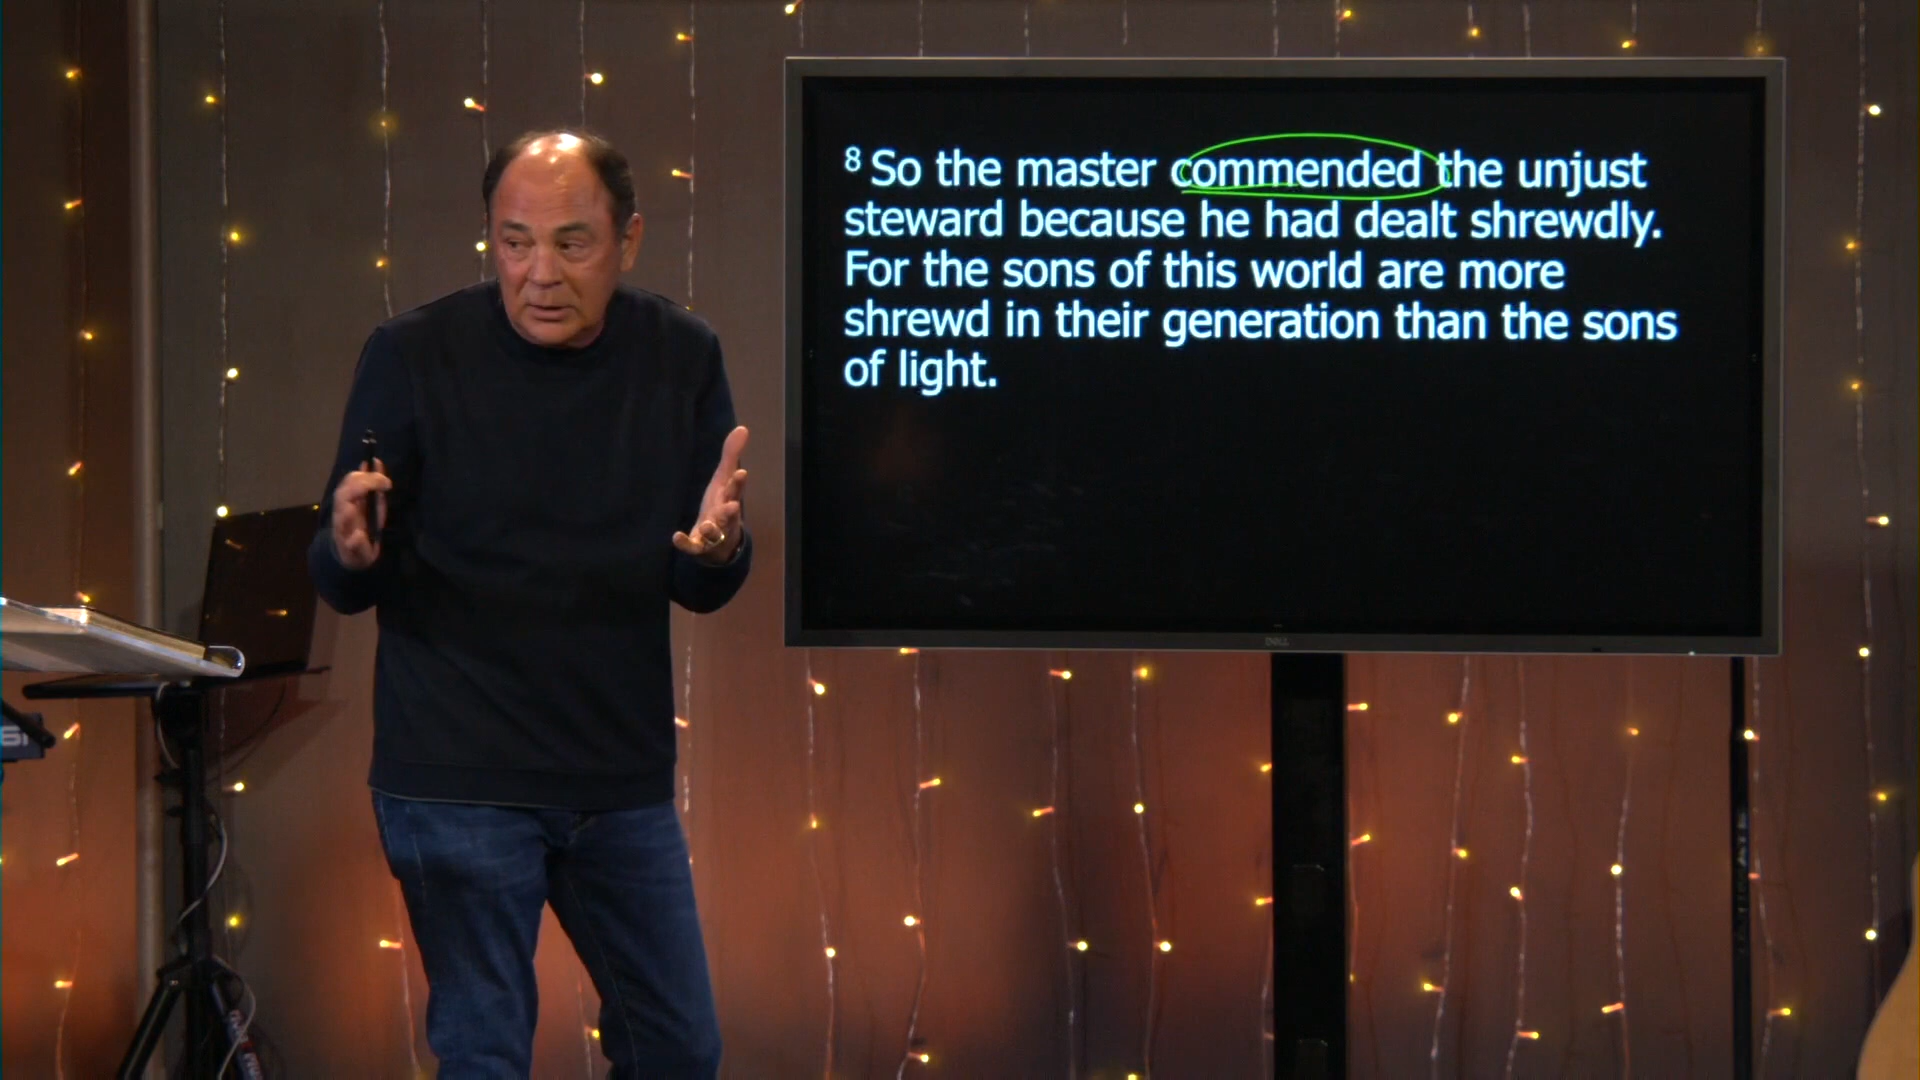 8 So the master commended the unjust
steward because he had dealt shrewdly.
For the sons of this world are more
shrewd in their generation than the sons
of light.
DELL